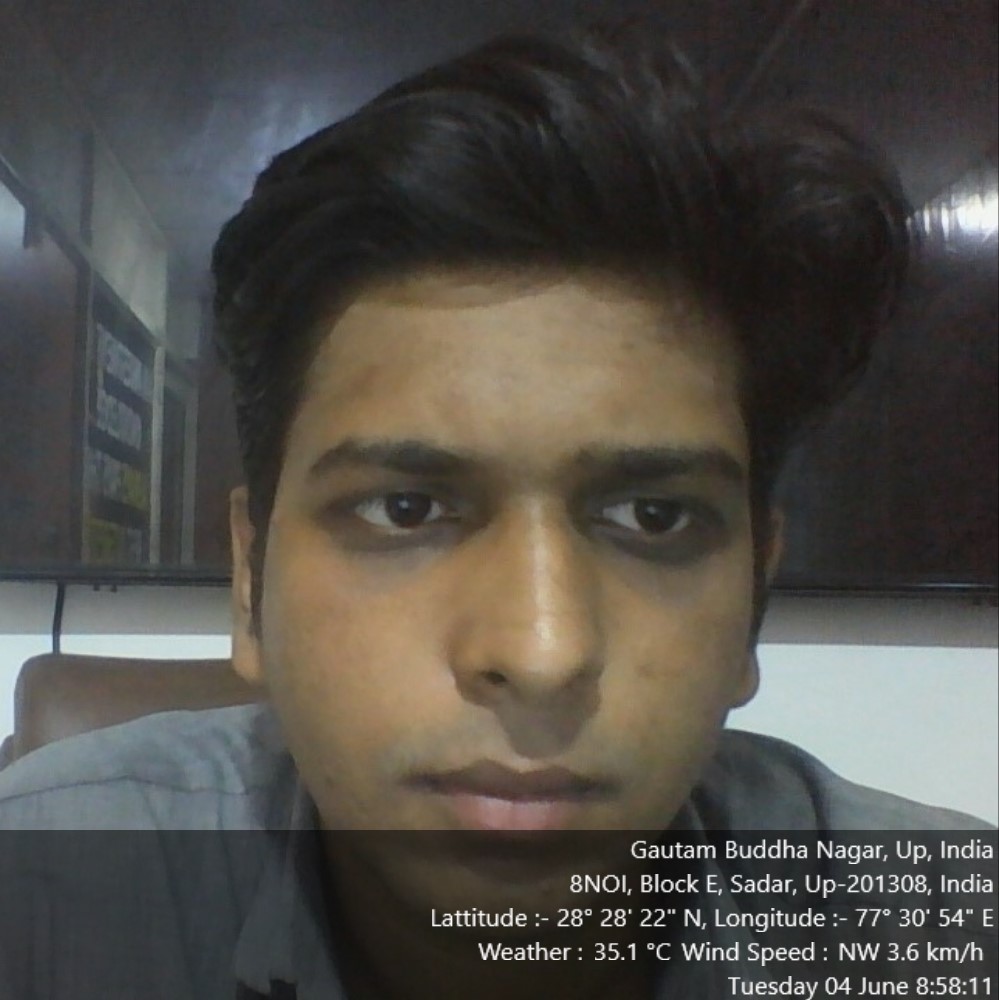 Gautam Buddha Nagar, Up, India
8NOI, Block E, Sadar, Up-201308, India
Lattitude :- 28° 28' 22" N, Longitude :- 77° 30' 54" E
Weather : 35.1 °C Wind Speed : NW 3.6 km/h
Tuesday 04 June 8:58:11